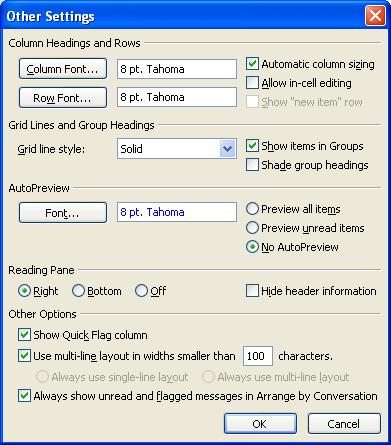 Other Settings
Column Headings and Rows
Column Font... 8 pt. Tahoma Automatic column sizing
Allow in-cell editing
Row Font... 8 pt. Tahoma
Show "new item" row
Grid Lines and Group Headings
Grid line style: Solid Show items in Groups
Shade group headings
AutoPreview
Font... 8 pt. Tahoma Preview all items
Preview unread items
No AutoPreview
Reading Pane
Right Bottom Off Hide header information
Other Options
Show Quick Flag column
Use multi-line layout in widths smaller than 100 characters.
Always use single-line layout Always use multi-line layout
Always show unread and flagged messages in Arrange by Conversation
OK Cancel